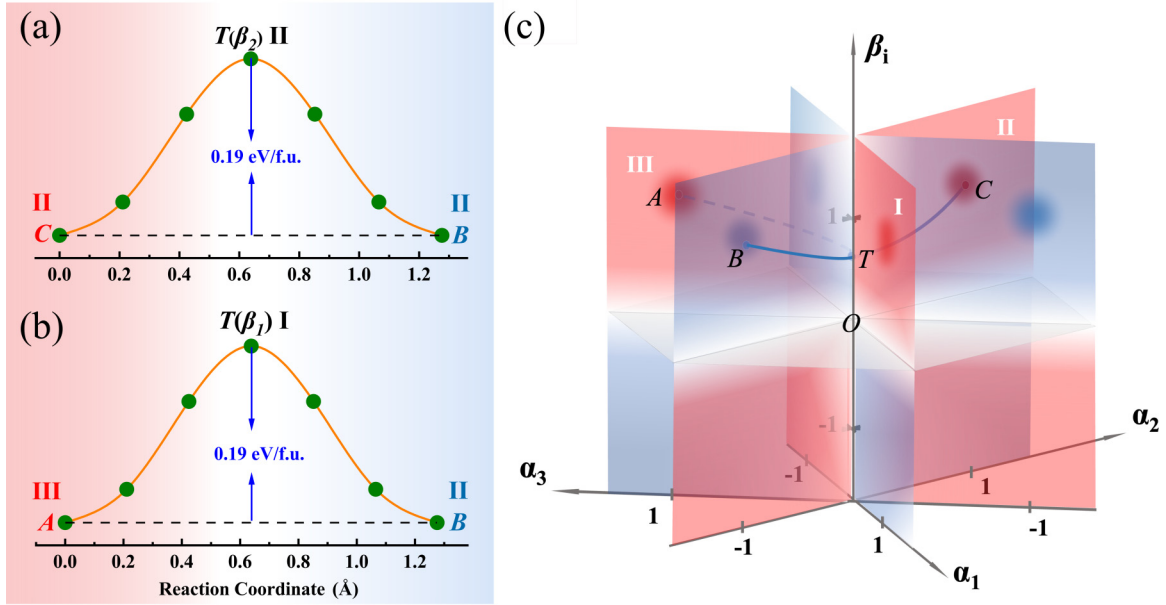 (a)
T(β₂) II
0.19 eV/f.u.
II
II
C
B
0.0 0.2 0.4 0.6 0.8 1.0 1.2
(b)
T(β₁) I
0.19 eV/f.u.
III
II
A
B
0.0 0.2 0.4 0.6 0.8 1.0 1.2
Reaction Coordinate (Å)
(c)
βᵢ
III
II
A
C
I
1
B
T
O
-1
α₂
α₃
-1
1
1
-1
-1
1
α₁